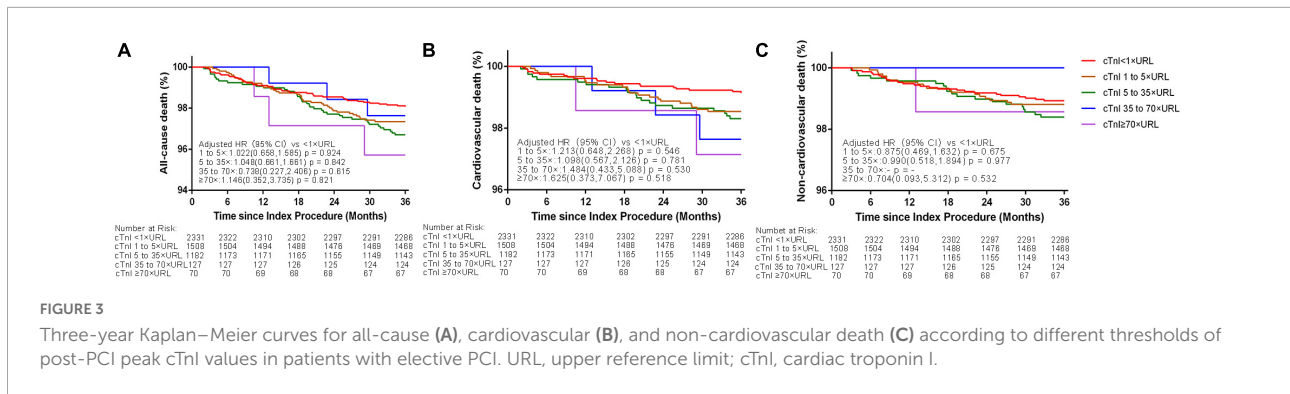 A
All-cause death (%)
100
98
96
94
Adjusted HR (95% CI) vs <1×URL
1 to 5×:1.022(0.658,1.585) p = 0.924
5 to 35×:1.048(0.661,1.661) p = 0.842
35 to 70×:0.738(0.227,2.406) p = 0.615
≥70×:1.146(0.352,3.735) p = 0.821
0 6 12 18 24 30 36
Time since Index Procedure (Months)
Number at Risk:
cTnI <1×URL 2331 2322 2310 2302 2297 2291 2286
cTnI 1 to 5×URL 1508 1504 1494 1488 1476 1469 1468
cTnI 5 to 35×URL 1182 1173 1171 1165 1155 1149 1143
cTnI 35 to 70×URL 127 127 127 126 125 124 124
cTnI ≥70×URL 70 70 69 68 68 67 67
B
Cardiovascular death (%)
100
98
96
Adjusted HR (95% CI) vs <1×URL
1 to 5×:1.213(0.648,2.268) p = 0.546
5 to 35×:1.098(0.567,2.126) p = 0.781
35 to 70×:1.484(0.433,5.088) p = 0.530
≥70×:1.625(0.373,7.067) p = 0.518
0 6 12 18 24 30 36
Time since Index Procedure (Months)
Number at Risk:
cTnI <1×URL 2331 2322 2310 2302 2297 2291 2286
cTnI 1 to 5×URL 1508 1504 1494 1488 1476 1469 1468
cTnI 5 to 35×URL 1182 1173 1171 1165 1155 1149 1143
cTnI 35 to 70×URL 127 127 127 126 125 124 124
cTnI ≥70×URL 70 70 69 68 68 67 67
C
Non-cardiovascular death (%)
100
98
96
Adjusted HR (95% CI) vs <1×URL
1 to 5×:0.875(0.469,1.632) p = 0.675
5 to 35×:0.990(0.518,1.894) p = 0.977
35 to 70×:- p = -
≥70×:0.704(0.093,5.312) p = 0.532
0 6 12 18 24 30 36
Time since Index Procedure (Months)
Number at Risk:
cTnI <1×URL 2331 2322 2310 2302 2297 2291 2286
cTnI 1 to 5×URL 1508 1504 1494 1488 1476 1469 1468
cTnI 5 to 35×URL 1182 1173 1171 1165 1155 1149 1143
cTnI 35 to 70×URL 127 127 127 126 125 124 124
cTnI ≥70×URL 70 70 69 68 68 67 67
cTnI<1×URL
cTnI 1 to 5×URL
cTnI 5 to 35×URL
cTnI 35 to 70×URL
cTnI≥70×URL
FIGURE 3
Three-year Kaplan–Meier curves for all-cause (A), cardiovascular (B), and non-cardiovascular death (C) according to different thresholds of
post-PCI peak cTnI values in patients with elective PCI. URL, upper reference limit; cTnI, cardiac troponin I.